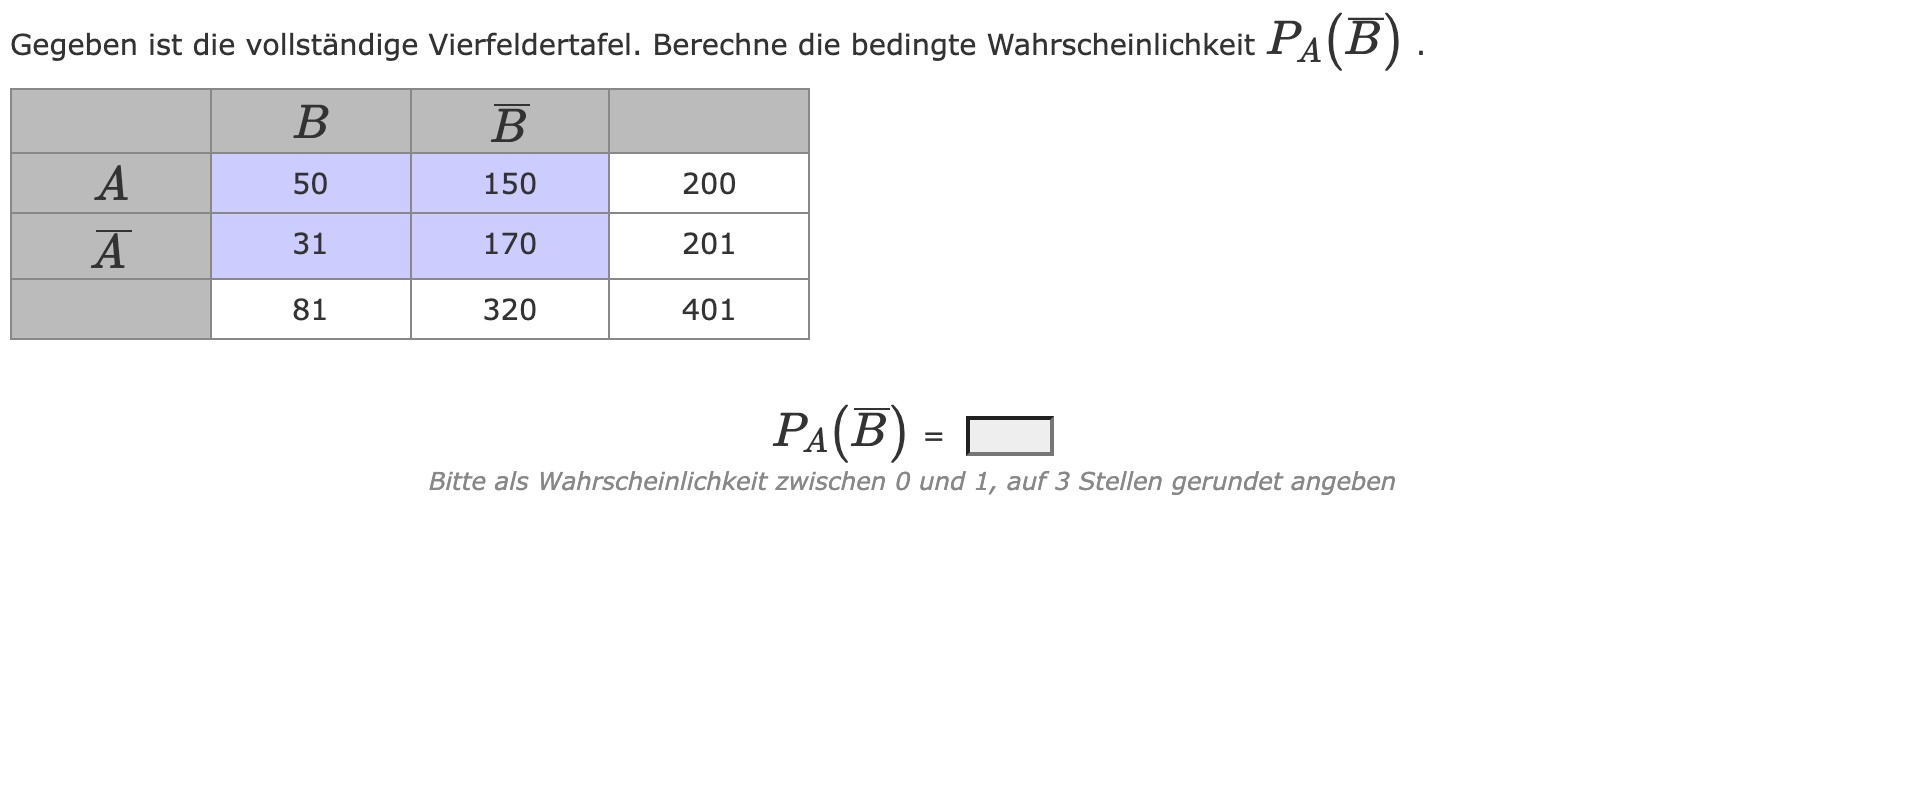 Gegeben ist die vollständige Vierfeldertafel. Berechne die bedingte Wahrscheinlichkeit $P_A(\overline{B})$ .
$B$ $\overline{B}$
$A$ 50 150 200
$\overline{A}$ 31 170 201
81 320 401
$P_A(\overline{B})$ =
Bitte als Wahrscheinlichkeit zwischen 0 und 1, auf 3 Stellen gerundet angeben